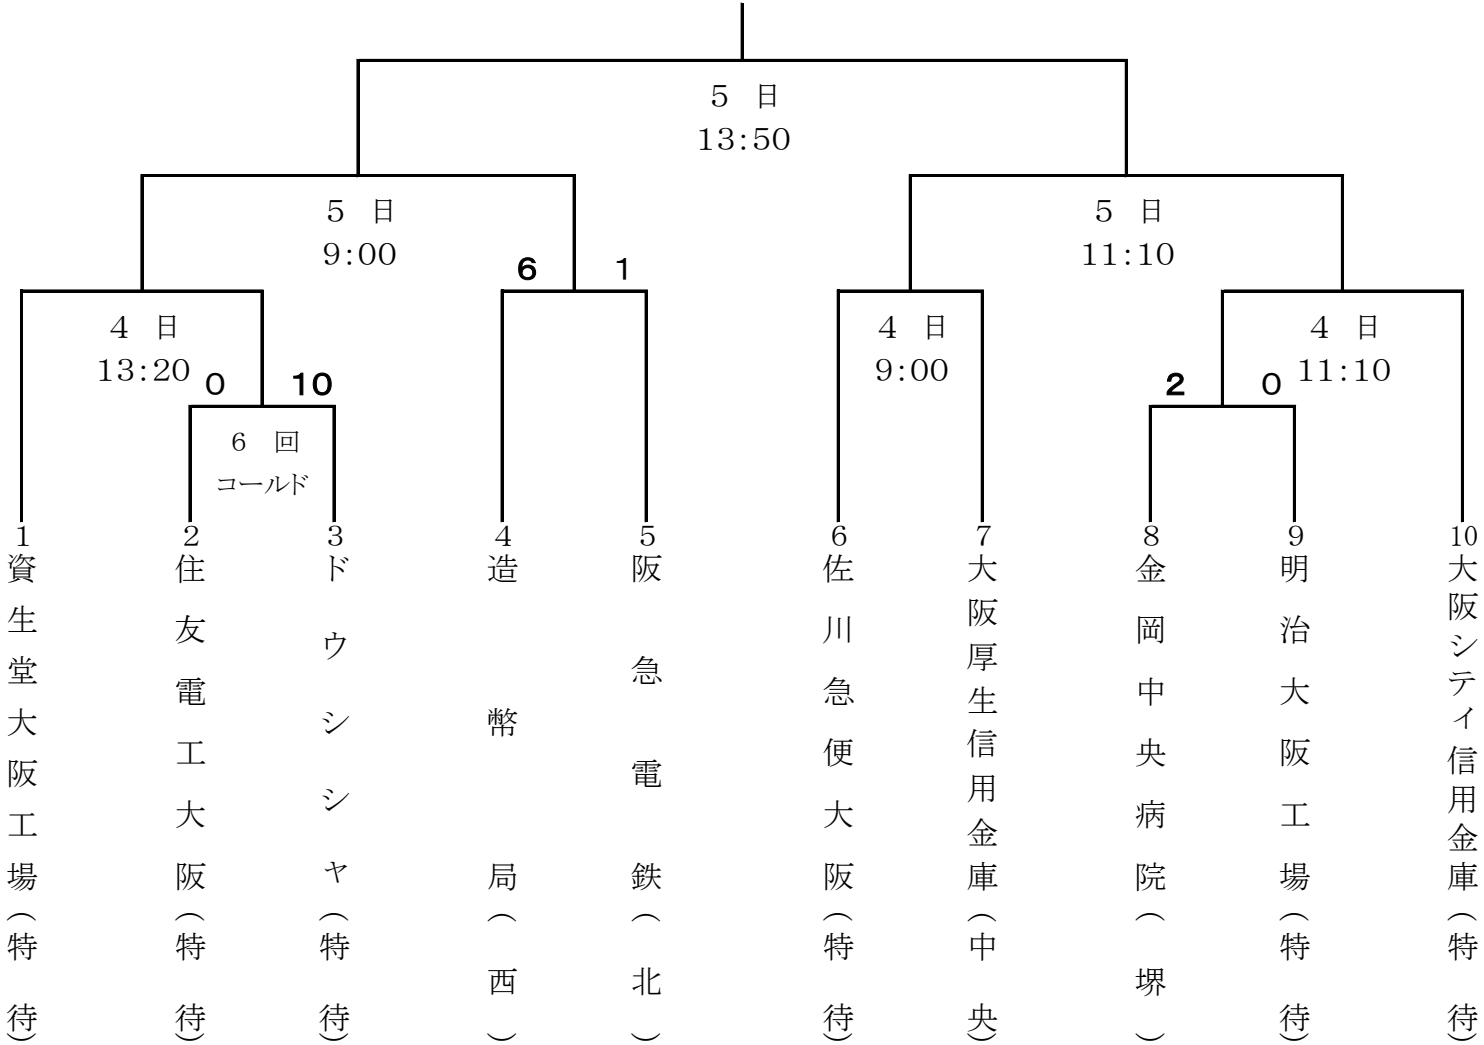 ５ 日
13:50
５ 日
9:00
５ 日
11:10
6
1
４ 日
13:20
４ 日
9:00
４ 日
11:10
0
10
2
0
６ 回
コールド
1
資生堂大阪工場(特待)
2
住友電工大阪(特待)
3
ドウシシャ(特待)
4
造幣局(西)
5
阪急電鉄(北)
6
佐川急便大阪(特待)
7
大阪厚生信用金庫(中央)
8
金岡中央病院(堺)
9
明治大阪工場(特待)
10
大阪シティ信用金庫(特待)